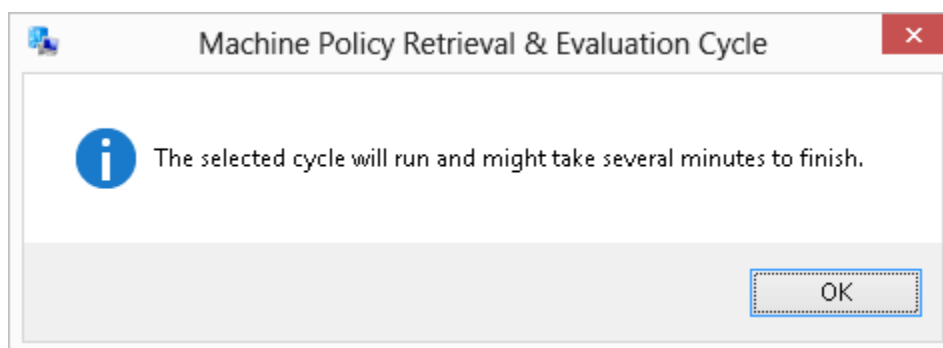 Machine Policy Retrieval & Evaluation Cycle
The selected cycle will run and might take several minutes to finish.
OK